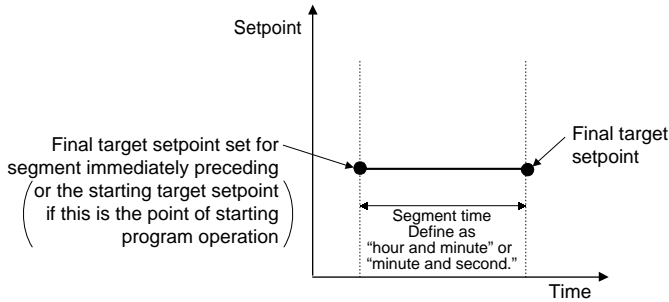 Setpoint
Final target setpoint set for
segment immediately preceding
(or the starting target setpoint
if this is the point of starting
program operation)
Final target
setpoint
Segment time
Define as
“hour and minute” or
“minute and second.”
Time